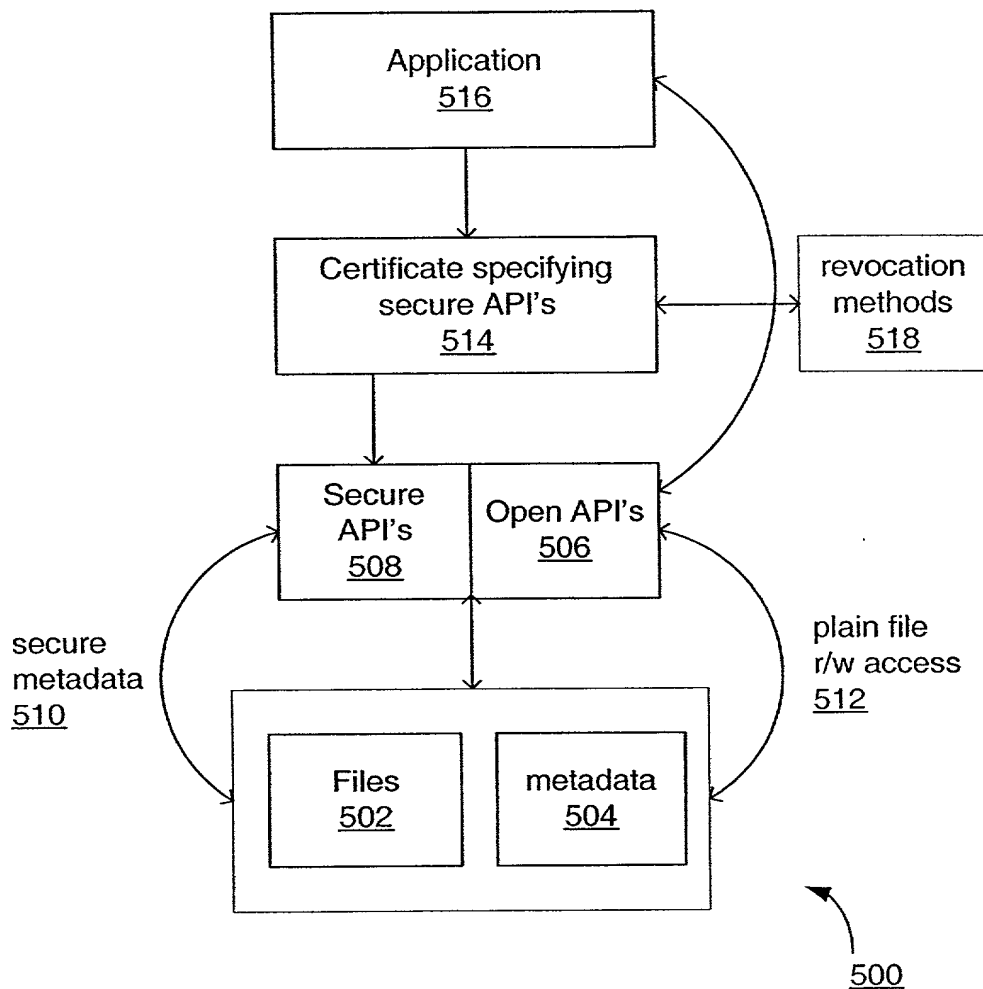 Application
516
Certificate specifying
secure API's
514
revocation
methods
518
Secure
API's
508
Open API's
506
secure
metadata
510
plain file
r/w access
512
Files
502
metadata
504
500